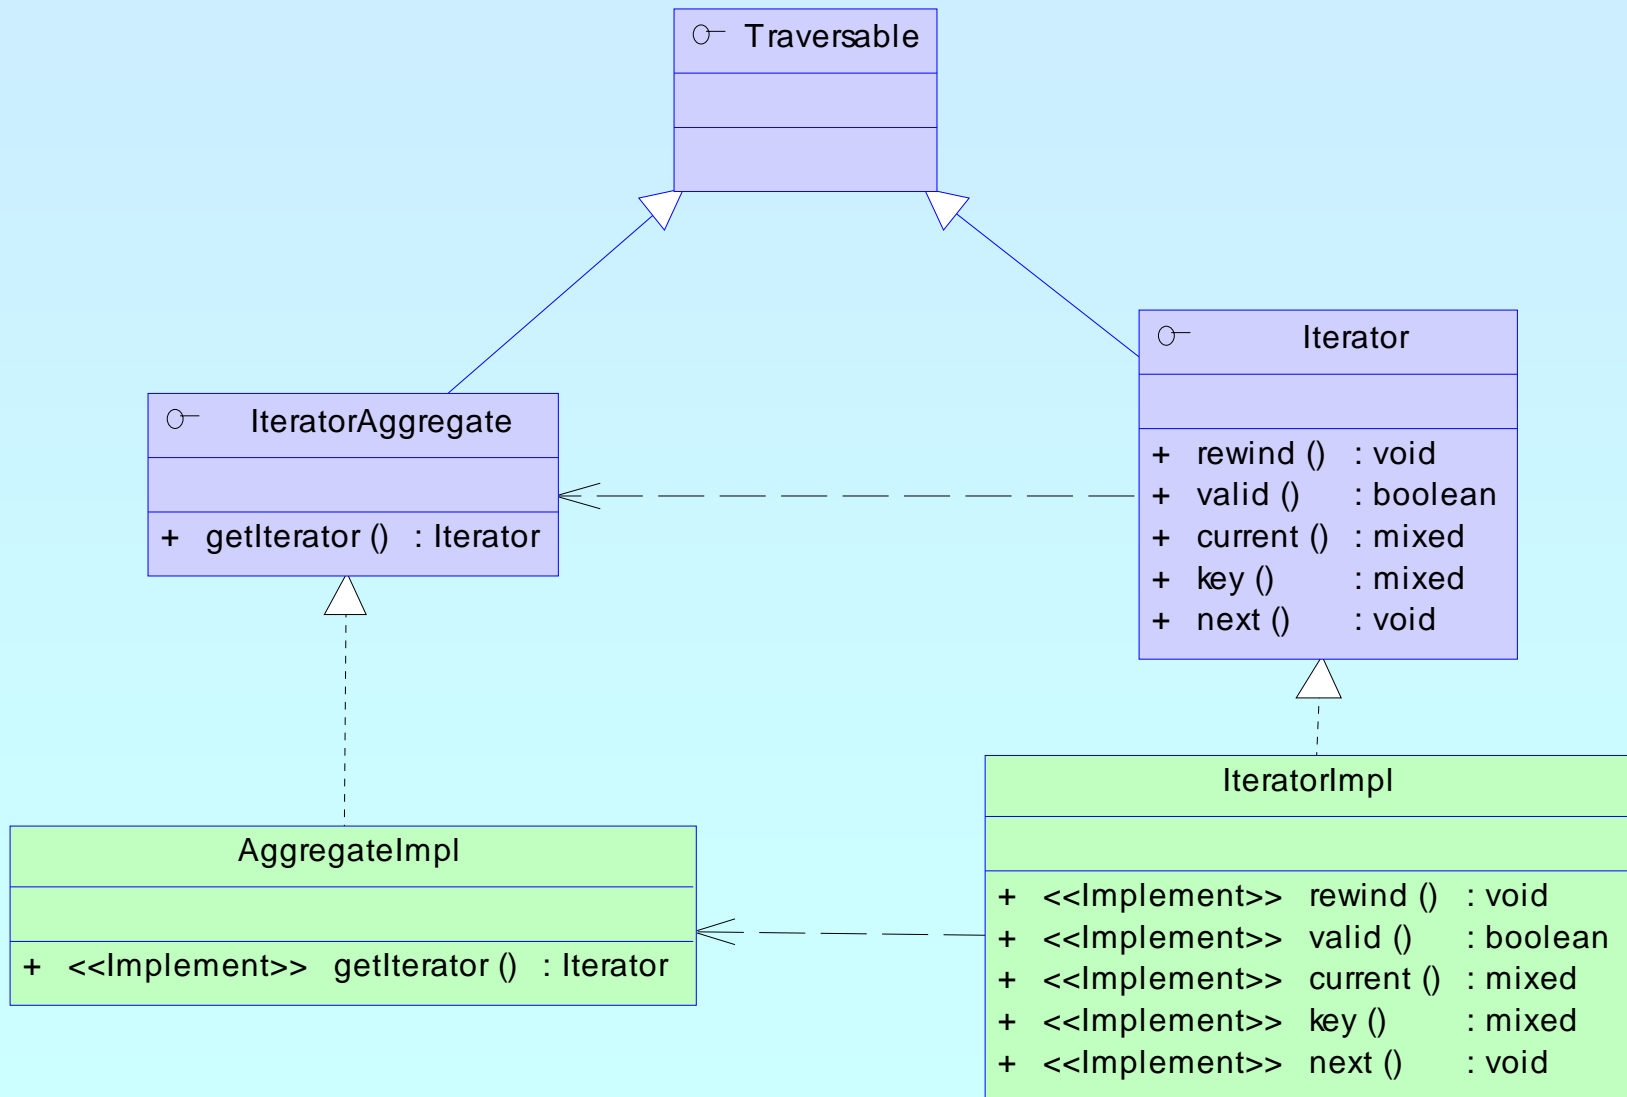 Traversable
Iterator
+ rewind () : void
+ valid () : boolean
+ current () : mixed
+ key () : mixed
+ next () : void
IteratorAggregate
+ getIterator () : Iterator
IteratorImpl
+ <<Implement>> rewind () : void
+ <<Implement>> valid () : boolean
+ <<Implement>> current () : mixed
+ <<Implement>> key () : mixed
+ <<Implement>> next () : void
AggregateImpl
+ <<Implement>> getIterator () : Iterator